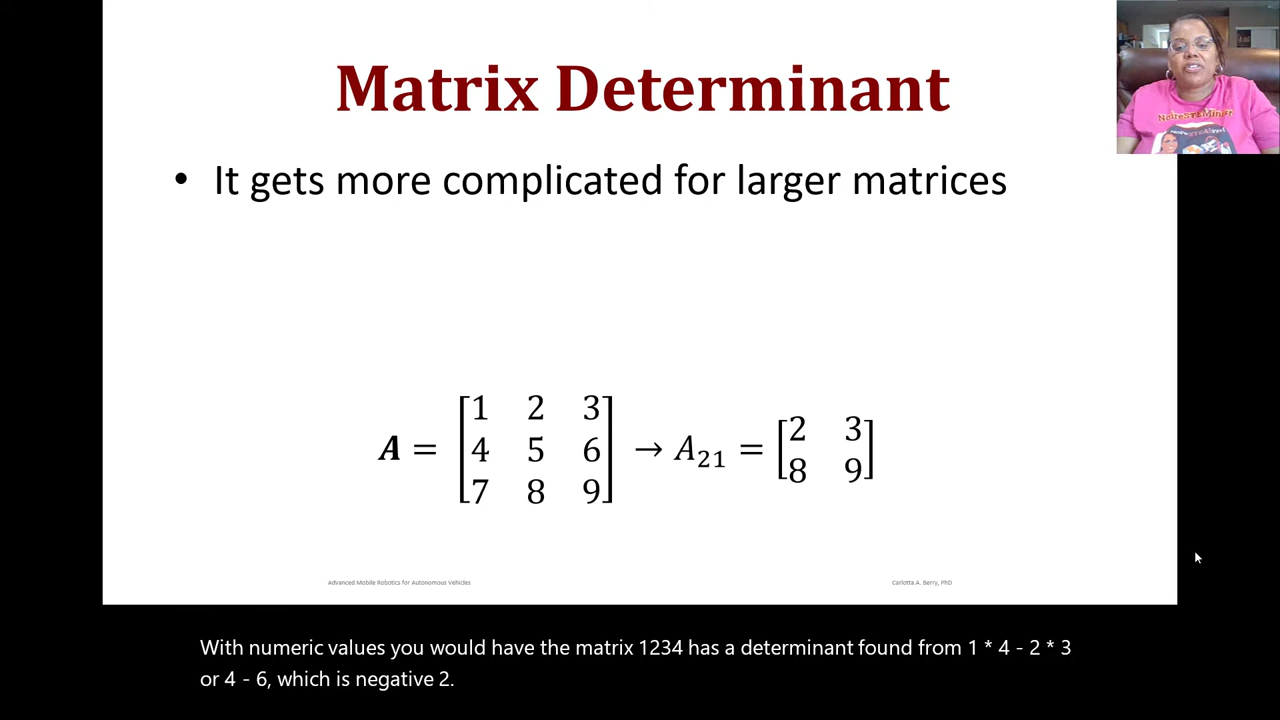 Matrix Determinant
• It gets more complicated for larger matrices
A = [1 2 3
4 5 6
7 8 9] → A₂₁ = [2 3
8 9]
Advanced Mobile Robotics for Autonomous Vehicles
Carlotta A. Berry, PhD
With numeric values you would have the matrix 1234 has a determinant found from 1 * 4 - 2 * 3
or 4 - 6, which is negative 2.